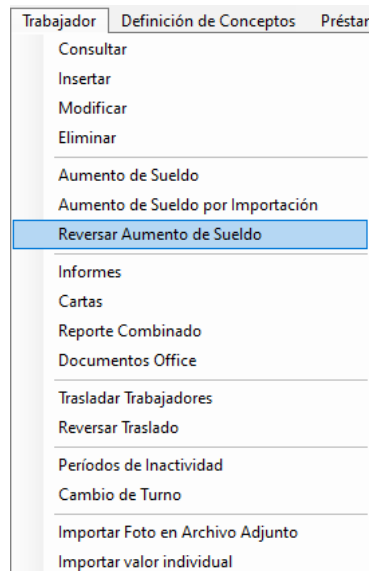 Trabajador Definición de Conceptos Préstar
Consultar
Insertar
Modificar
Eliminar
Aumento de Sueldo
Aumento de Sueldo por Importación
Reversar Aumento de Sueldo
Informes
Cartas
Reporte Combinado
Documentos Office
Trasladar Trabajadores
Reversar Traslado
Períodos de Inactividad
Cambio de Turno
Importar Foto en Archivo Adjunto
Importar valor individual